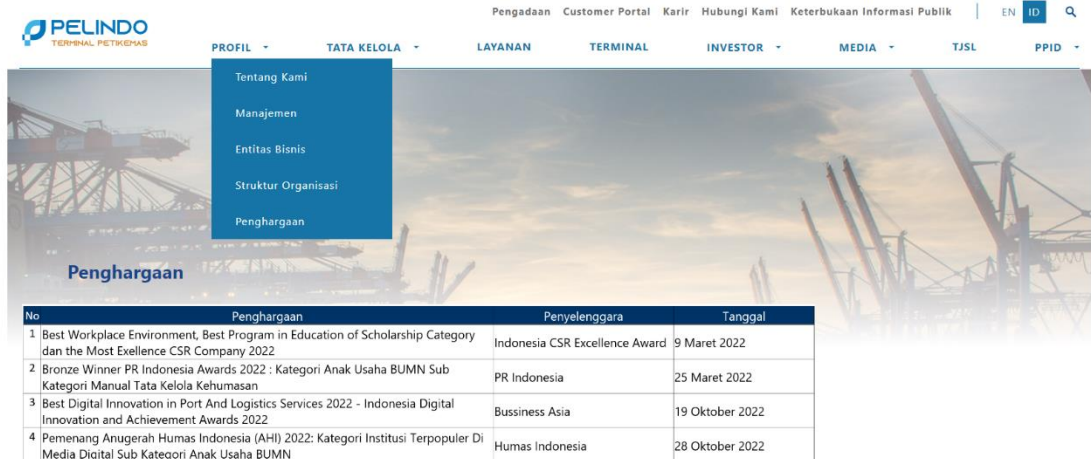 Pengadaan Customer Portal Karir Hubungi Kami Keterbukaan Informasi Publik EN ID
PELINDO
TERMINAL PETIKEMAS
PROFIL TATA KELOLA LAYANAN TERMINAL INVESTOR MEDIA TJSL PPID
Tentang Kami
Manajemen
Entitas Bisnis
Struktur Organisasi
Penghargaan
Penghargaan
No Penghargaan Penyelenggara Tanggal
1 Best Workplace Environment, Best Program in Education of Scholarship Category
dan the Most Exellence CSR Company 2022 Indonesia CSR Excellence Award 9 Maret 2022
2 Bronze Winner PR Indonesia Awards 2022 : Kategori Anak Usaha BUMN Sub
Kategori Manual Tata Kelola Kehumasan PR Indonesia 25 Maret 2022
3 Best Digital Innovation in Port And Logistics Services 2022 - Indonesia Digital
Innovation and Achievement Awards 2022 Bussiness Asia 19 Oktober 2022
4 Pemenang Anugerah Humas Indonesia (AHI) 2022: Kategori Institusi Terpopuler Di
Media Digital Sub Kategori Anak Usaha BUMN Humas Indonesia 28 Oktober 2022